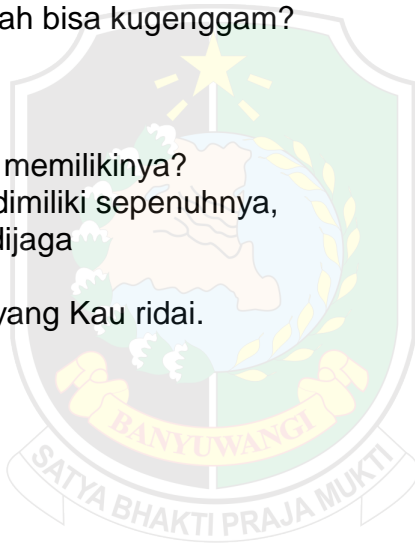 ah bisa kugenggam?
memilikinya?
dimiliki sepenuhnya,
dijaga
yang Kau ridai.
BANYUWANGI
SATYA BHAKTI PRAJA MUKTI